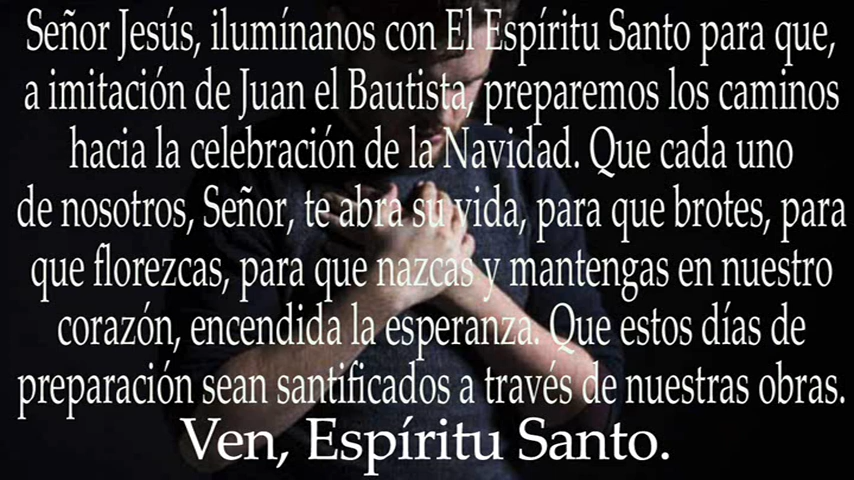 Señor Jesús, ilumínanos con El Espíritu Santo para que,
a imitación de Juan el Bautista, preparemos los caminos
hacia la celebración de la Navidad. Que cada uno
de nosotros, Señor, te abra su vida, para que brotes, para
que florezcas, para que nazcas y mantengas en nuestro
corazón, encendida la esperanza. Que estos días de
preparación sean santificados a través de nuestras obras.
Ven, Espíritu Santo.